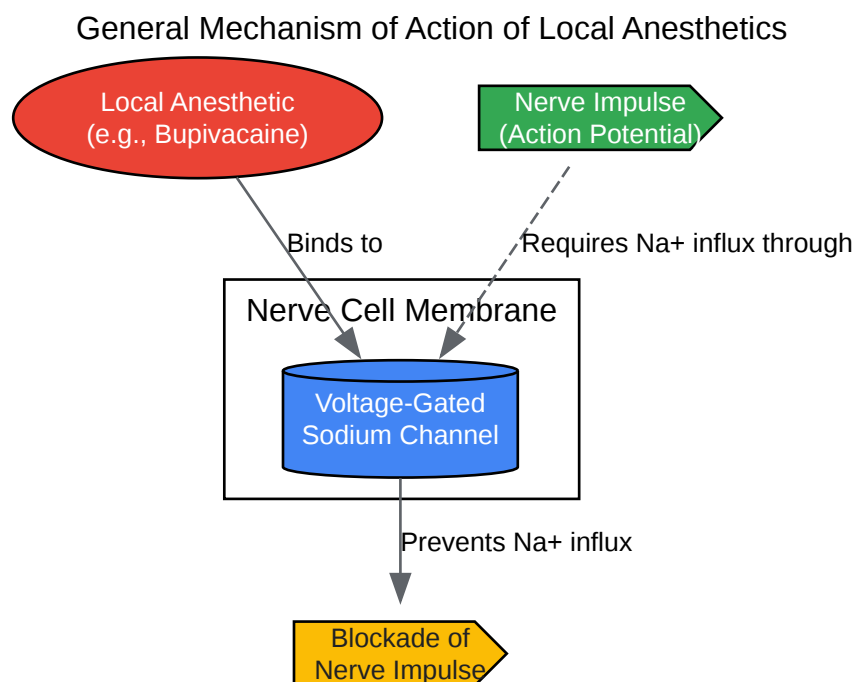 General Mechanism of Action of Local Anesthetics
Local Anesthetic
(e.g., Bupivacaine)
Nerve Impulse
(Action Potential)
Binds to
Requires Na+ influx through
Nerve Cell Membrane
Voltage-Gated
Sodium Channel
Prevents Na+ influx
Blockade of
Nerve Impulse